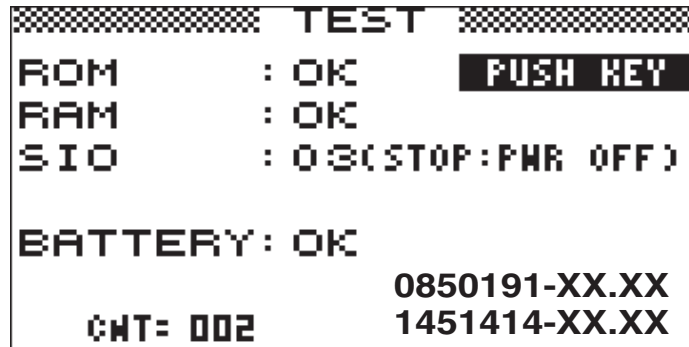 TEST
ROM : OK PUSH KEY
RAM : OK
SIO : 03(STOP:PWR OFF)
BATTERY: OK
0850191-XX.XX
CNT= 002 1451414-XX.XX